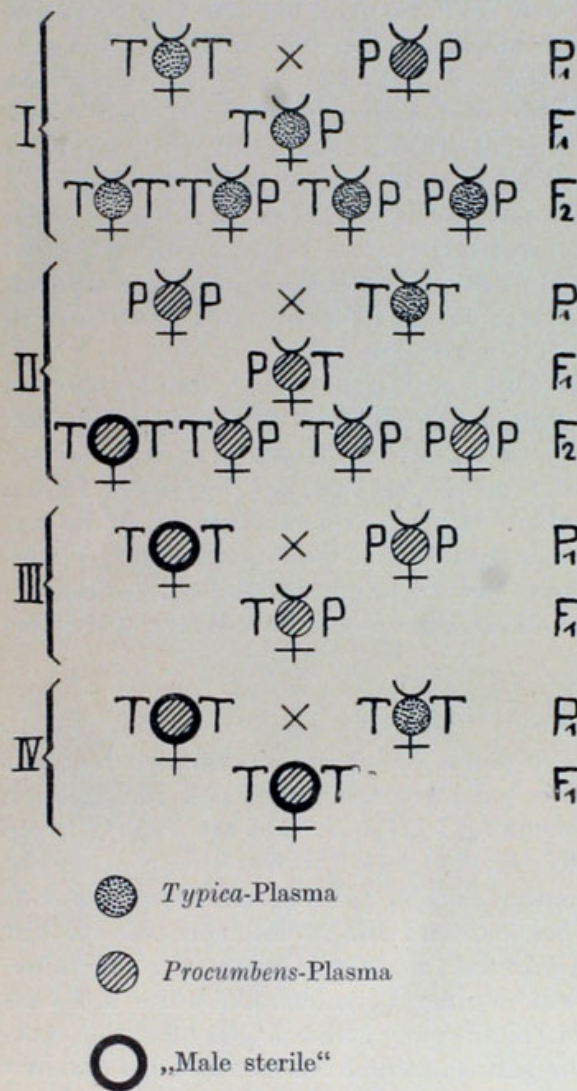 T T × P P P₁
I T P F₁
T T T P T P P P F₂
P P × T T P₁
II P T F₁
T T T P T P P P F₂
T T × P P P₁
III T P F₁
T T × T T P₁
IV T T F₁
Typica-Plasma
Procumbens-Plasma
„Male sterile“